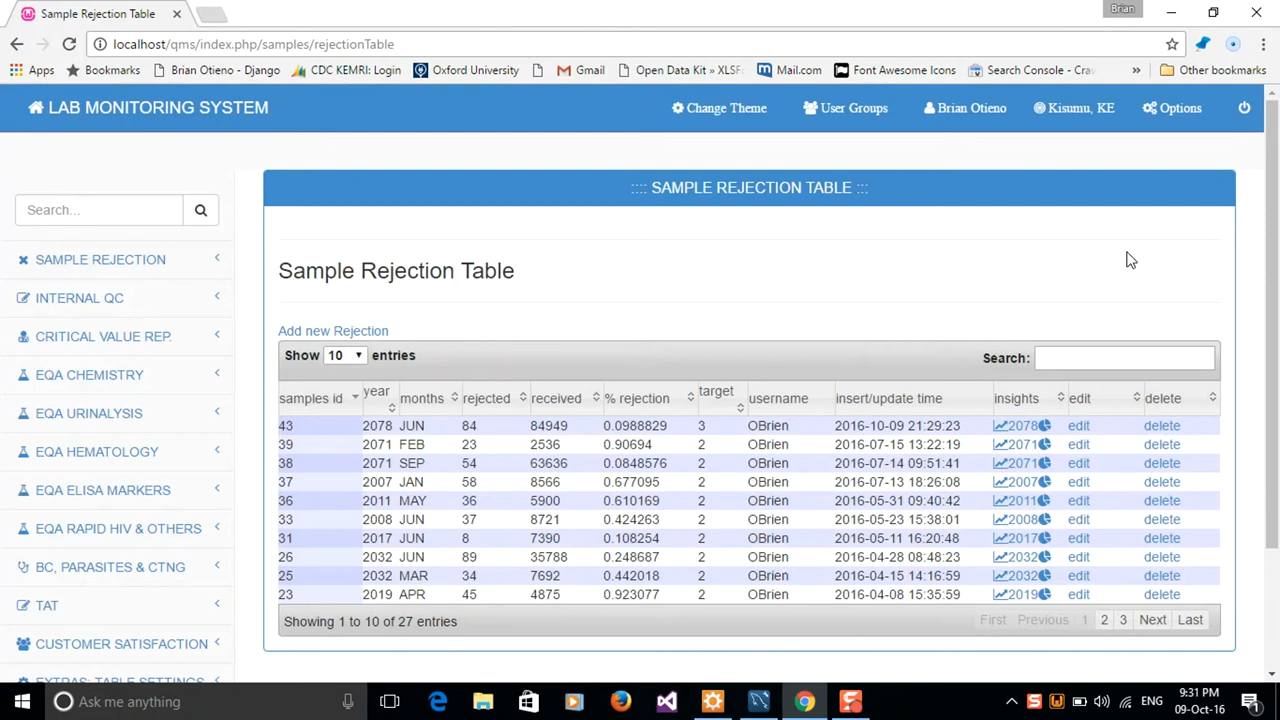 Sample Rejection Table
Brian
localhost/qms/index.php/samples/rejectionTable
Apps Bookmarks Brian Otieno - Django CDC KEMRI: Login Oxford University Gmail Open Data Kit » XLSF Mail.com Font Awesome Icons Search Console - Cra » Other bookmarks
LAB MONITORING SYSTEM Change Theme User Groups Brian Otieno Kisumu, KE Options
:::: SAMPLE REJECTION TABLE :::
Search...
SAMPLE REJECTION
INTERNAL QC
CRITICAL VALUE REP.
EQA CHEMISTRY
EQA URINALYSIS
EQA HEMATOLOGY
EQA ELISA MARKERS
EQA RAPID HIV & OTHERS
BC, PARASITES & CTNG
TAT
CUSTOMER SATISFACTION
EXTRAS: TABLE SETTINGS
Sample Rejection Table
Add new Rejection
Show 10 entries Search:
samples id year months rejected received % rejection target username insert/update time insights edit delete
43 2078 JUN 84 84949 0.0988829 3 OBrien 2016-10-09 21:29:23 2078 edit delete
39 2071 FEB 23 2536 0.90694 2 OBrien 2016-07-15 13:22:19 2071 edit delete
38 2071 SEP 54 63636 0.0848576 2 OBrien 2016-07-14 09:51:41 2071 edit delete
37 2007 JAN 58 8566 0.677095 2 OBrien 2016-07-13 18:26:08 2007 edit delete
36 2011 MAY 36 5900 0.610169 2 OBrien 2016-05-31 09:40:42 2011 edit delete
33 2008 JUN 37 8721 0.424263 2 OBrien 2016-05-23 15:38:01 2008 edit delete
31 2017 JUN 8 7390 0.108254 2 OBrien 2016-05-11 16:20:48 2017 edit delete
26 2032 JUN 89 35788 0.248687 2 OBrien 2016-04-28 08:48:23 2032 edit delete
25 2032 MAR 34 7692 0.442018 2 OBrien 2016-04-15 14:16:59 2032 edit delete
23 2019 APR 45 4875 0.923077 2 OBrien 2016-04-08 15:35:59 2019 edit delete
Showing 1 to 10 of 27 entries First Previous 1 2 3 Next Last
Ask me anything ENG 9:31 PM
09-Oct-16